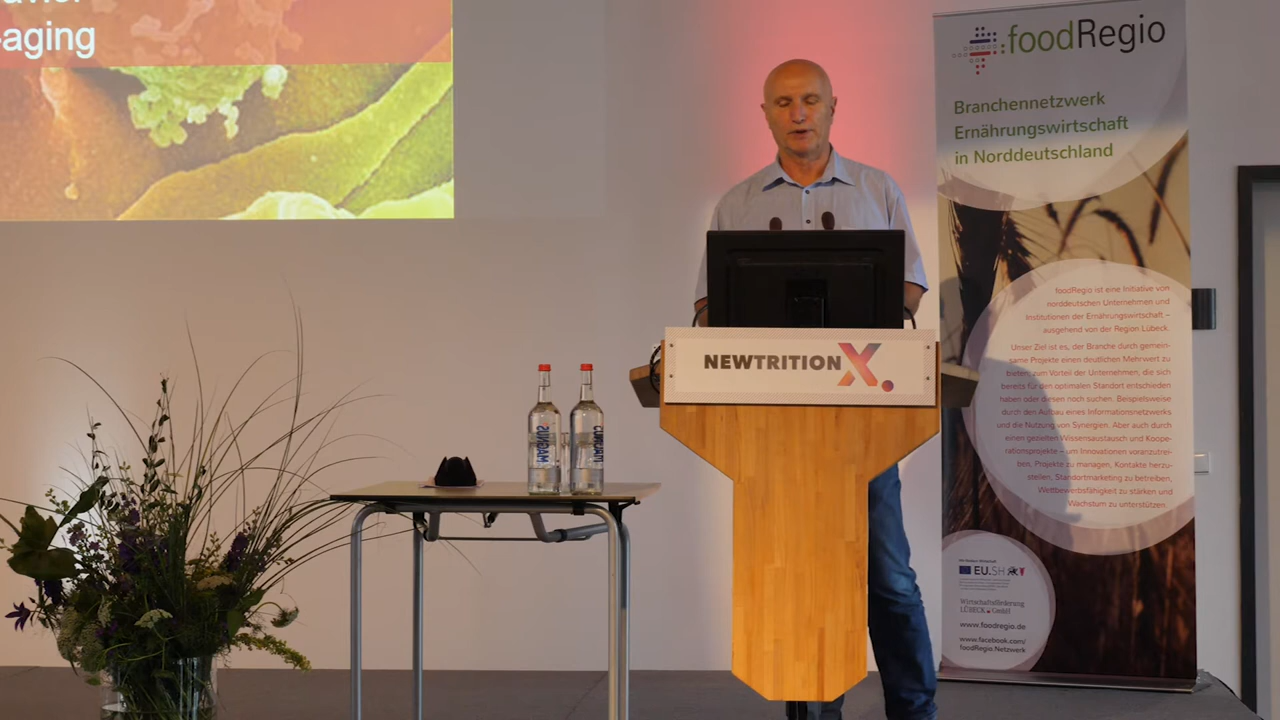 -aging
foodRegio
Branchennetzwerk
Ernährungswirtschaft
in Norddeutschland
foodRegio ist eine Initiative von
norddeutschen Unternehmen und
Institutionen der Ernährungswirtschaft –
ausgehend von der Region Lübeck.
Unser Ziel ist es, der Branche durch gemein-
same Projekte einen deutlichen Mehrwert zu
bieten, zum Vorteil der Unternehmen, die sich
bereits für den optimalen Standort entschieden
haben oder diesen noch suchen. Beispielsweise
durch den Aufbau eines Informationsnetzwerks
und die Nutzung von Synergien. Aber auch durch
einen gezielten Wissensaustausch und Koope-
rationsprojekte – um Innovationen voranzutrei-
ben, Projekte zu managen, Kontakte herzu-
stellen, Standortmarketing zu betreiben,
Wettbewerbsfähigkeit zu stärken und
Wachstum zu unterstützen.
NEWTRITION X.
EU.SH
Wirtschaftsförderung
LÜBECK GmbH
www.foodregio.de
www.facebook.com/
foodRegio.Netzwerk